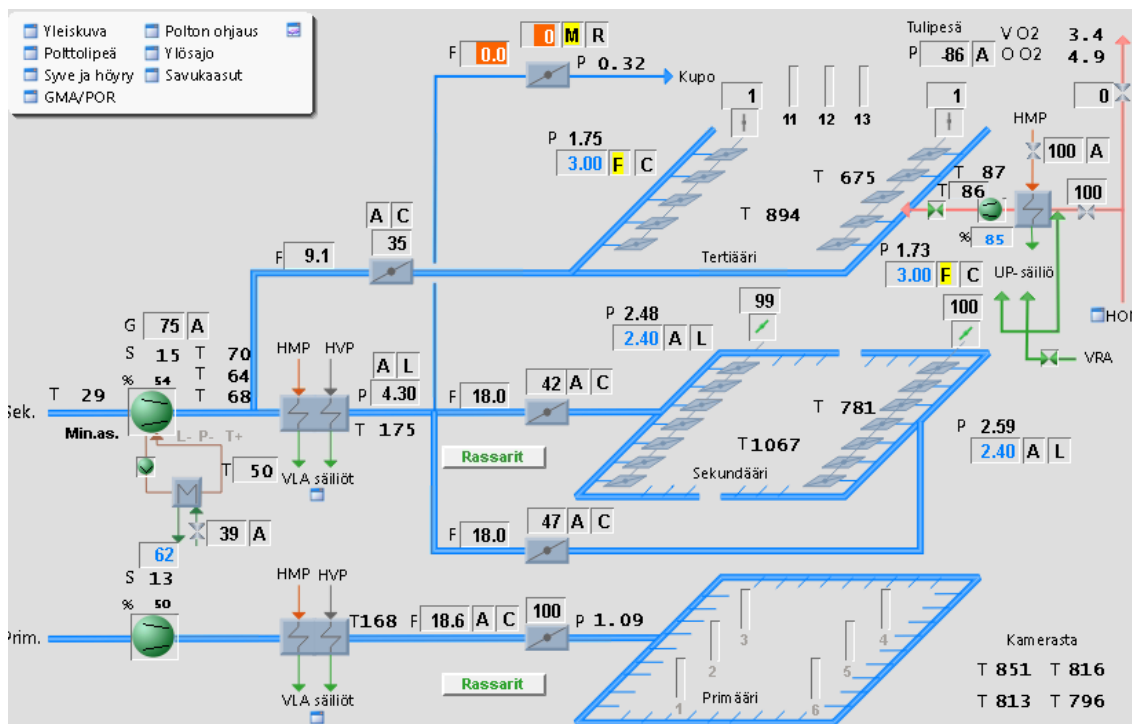 Yleiskuva Polton ohjaus
Polttolipeä Ylösajo
Syve ja höyry Savukaasut
GMA/POR
F 0.0 0 M R
P 0.32 Kupo
Tulipesä V O2 3.4
P -86 A O O2 4.9
1 11 12 13 1 0
HMP
P 1.75
3.00 F C
100 A
T 675
T 87
T 86
100
T 894
% 85
A C
35
F 9.1
Tertiääri
P 1.73
3.00 F C
UP-säiliö
HON
VRA
G 75 A
S 15 T 70
% 54 T 64
T 29 T 68
Sek.
Min.as.
HMP HVP
A L
P 4.30
T 175
VLA säiliöt
L- P- T+
T 50
M
39 A
62
P 2.48
2.40 A L
99
100
F 18.0 42 A C
T 781
T 1067
Sekundääri
P 2.59
2.40 A L
Rassarit
F 18.0 47 A C
S 13
% 50
Prim.
HMP HVP
T 168 F 18.6 A C 100 P 1.09
VLA säiliöt
Rassarit
1 2 3 4 5 6
Primääri
Kamerasta
T 851 T 816
T 813 T 796